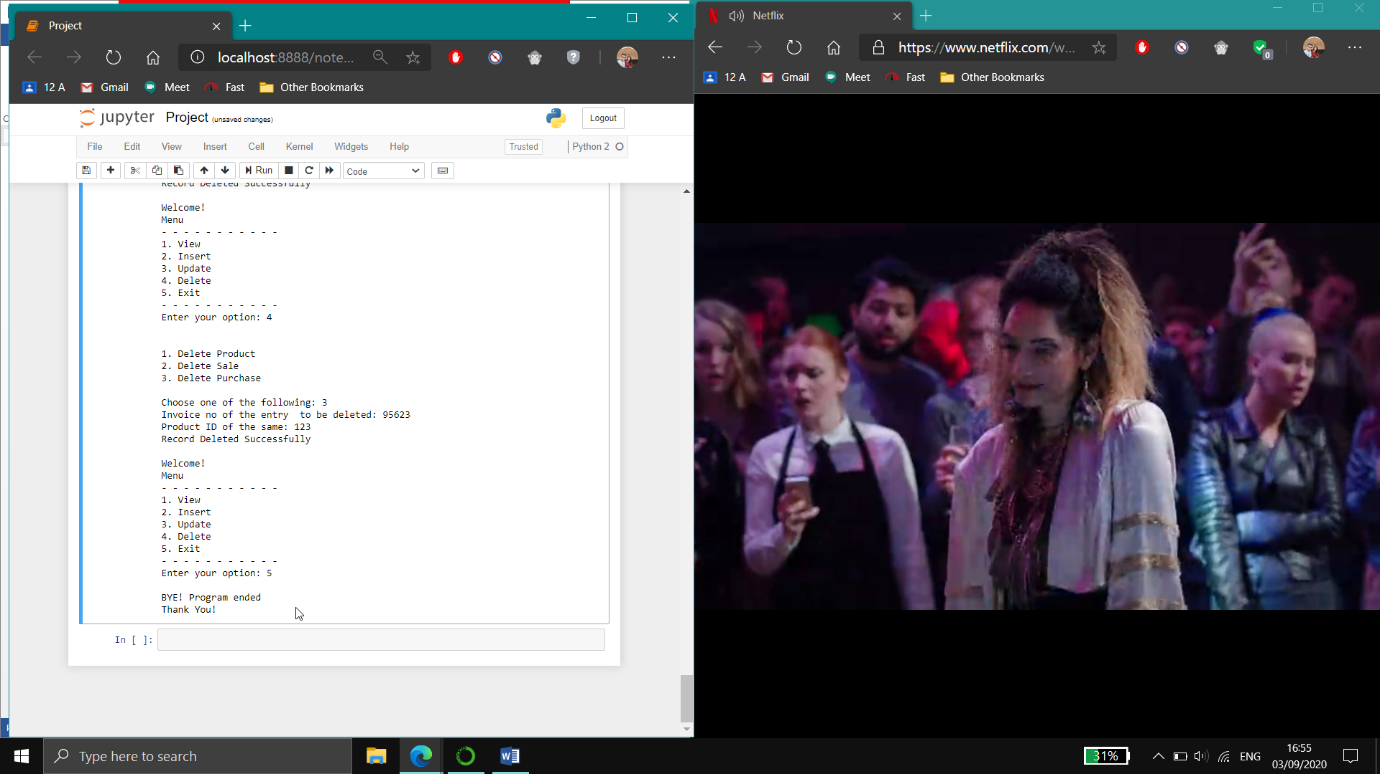 Project
localhost:8888/note...
12 A
Gmail
Meet
Fast
Other Bookmarks
jupyter Project (unsaved changes)
Logout
File Edit View Insert Cell Kernel Widgets Help
Trusted
Python 2
Run
Code
Record Deleted Successfully
Welcome!
Menu
- - - - - - - - - - -
1. View
2. Insert
3. Update
4. Delete
5. Exit
- - - - - - - - - - -
Enter your option: 4
1. Delete Product
2. Delete Sale
3. Delete Purchase
Choose one of the following: 3
Invoice no of the entry  to be deleted: 95623
Product ID of the same: 123
Record Deleted Successfully
Welcome!
Menu
- - - - - - - - - - -
1. View
2. Insert
3. Update
4. Delete
5. Exit
- - - - - - - - - - -
Enter your option: 5
BYE! Program ended
Thank You!
In [ ]:
Netflix
https://www.netflix.com/w...
0
12 A
Gmail
Meet
Fast
Other Bookmarks
Type here to search
31%
ENG
16:55
03/09/2020